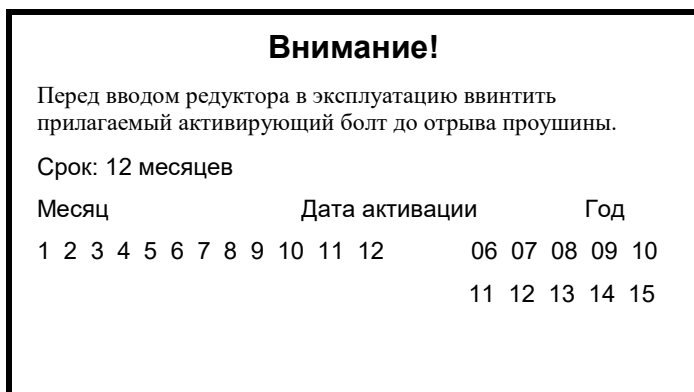 Внимание!
Перед вводом редуктора в эксплуатацию ввинтить
прилагаемый активирующий болт до отрыва проушины.
Срок: 12 месяцев
Месяц Дата активации Год
1 2 3 4 5 6 7 8 9 10 11 12 06 07 08 09 10
11 12 13 14 15